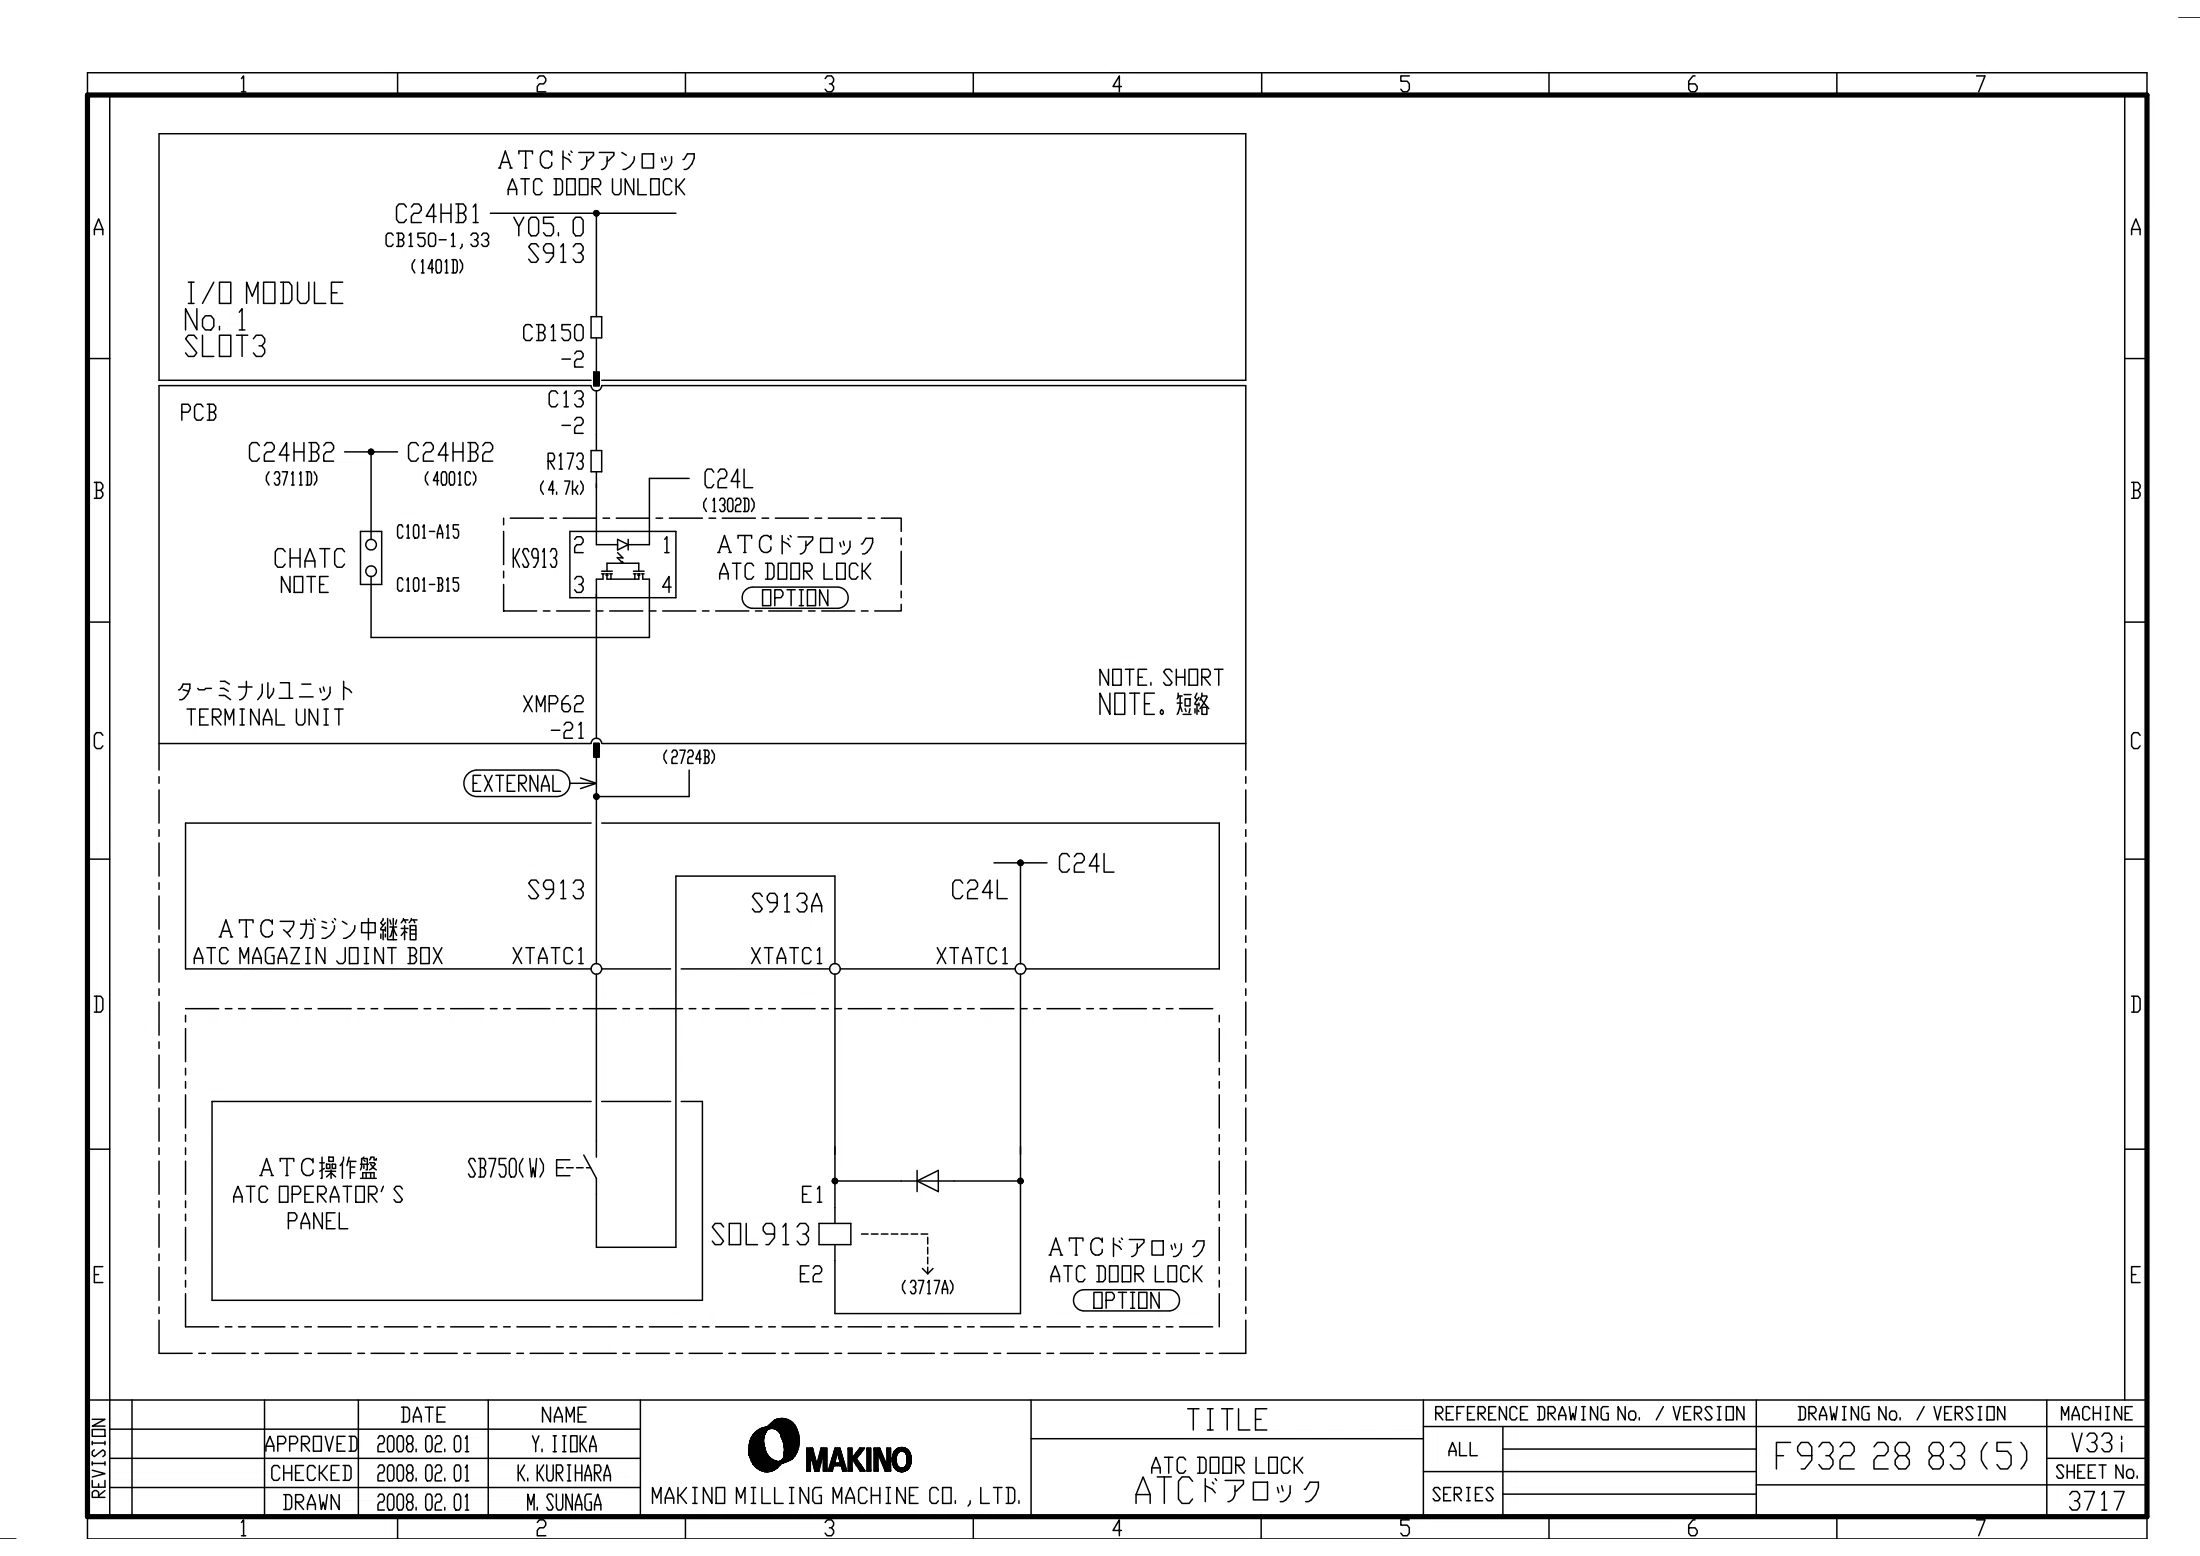 1 2 3 4 5 6 7
A A
B B
C C
D D
E E
ATCドアアンロック
ATC DOOR UNLOCK
C24HB1
CB150-1,33
(1401D)
Y05.0
S913
I/O MODULE
No. 1
SLOT3
CB150
-2
PCB
C13
-2
C24HB2
(3711D)
C24HB2
(4001C)
R173
(4.7k)
C24L
(1302D)
C101-A15
CHATC
NOTE
C101-B15
KS913
2 1
3 4
ATCドアロック
ATC DOOR LOCK
OPTION
ターミナルユニット
TERMINAL UNIT
XMP62
-21
NOTE. SHORT
NOTE。短絡
(2724B)
EXTERNAL
S913
S913A
C24L
C24L
ATCマガジン中継箱
ATC MAGAZIN JOINT BOX
XTATC1
XTATC1
XTATC1
ATC操作盤
ATC OPERATOR'S
PANEL
SB750(W)
E1
SOL913
E2
(3717A)
ATCドアロック
ATC DOOR LOCK
OPTION
REVISION
DATE NAME
APPROVED 2008.02.01 Y. IIOKA
CHECKED 2008.02.01 K. KURIHARA
DRAWN 2008.02.01 M. SUNAGA
MAKINO
MAKINO MILLING MACHINE CO.,LTD.
TITLE
ATC DOOR LOCK
ATCドアロック
REFERENCE DRAWING No. / VERSION
ALL
SERIES
DRAWING No. / VERSION
F932 28 83(5)
MACHINE
V33i
SHEET No.
3717
1 2 3 4 5 6 7